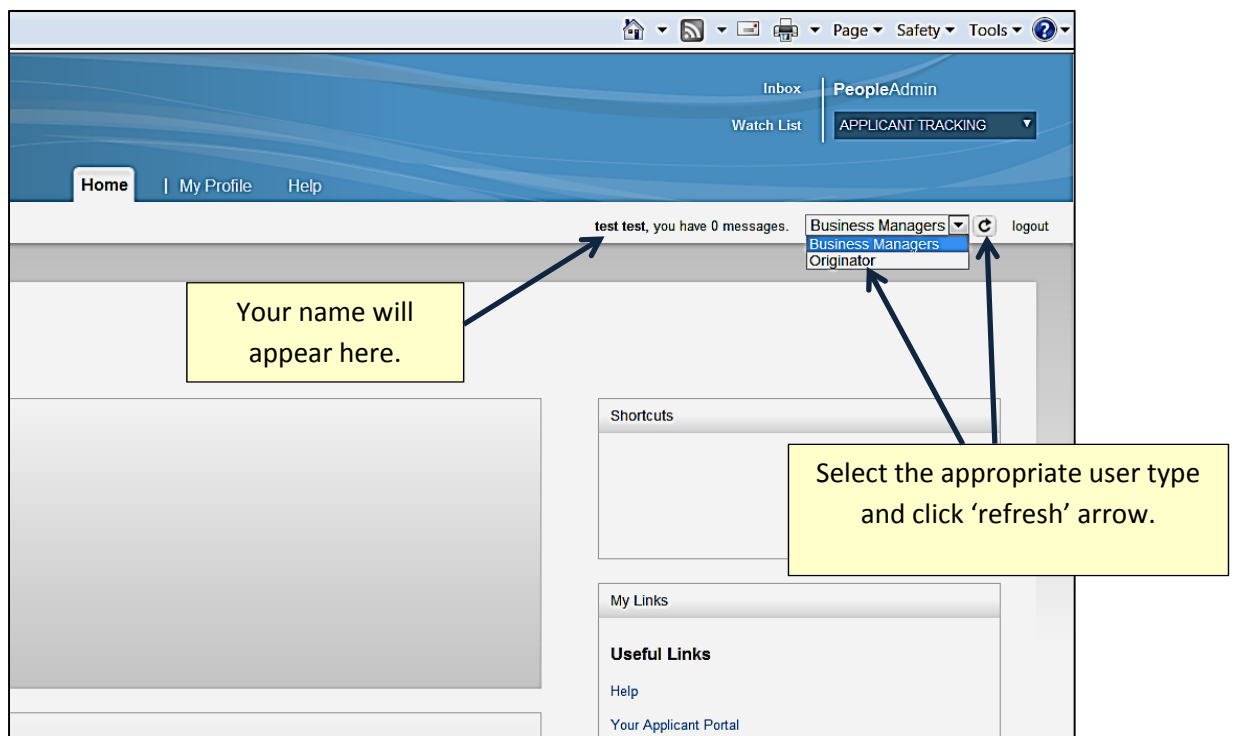 Page Safety Tools
Inbox PeopleAdmin
Watch List APPLICANT TRACKING
Home | My Profile Help
test test, you have 0 messages. Business Managers logout
Business Managers
Originator
Your name will
appear here.
Shortcuts
Select the appropriate user type
and click ‘refresh’ arrow.
My Links
Useful Links
Help
Your Applicant Portal